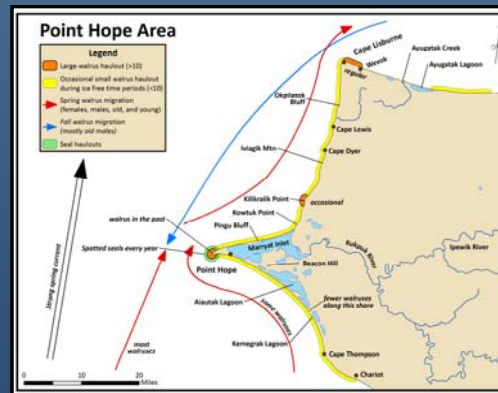 Point Hope Area
Legend
Large walrus haulout (>10)
Occasional small walrus haulout
during ice free time periods (<10)
Spring walrus migration
(females, males, old, and young)
Fall walrus migration
(mostly old males)
Seal haulouts
Cape Lisburne
Wevok
regular
Ayugatak Creek
Ayugatak Lagoon
Okpilatok
Bluff
Cape Lewis
Iviagik Mtn
Cape Dyer
Kilikralik Point
occasional
Kowtuk Point
walrus in the past
Pingu Bluff
Spotted seals every year
Marryat Inlet
Kukpuk River
Ipewik River
Point Hope
Beacon Hill
Strong spring current
Aiautak Lagoon
some walruses
fewer walruses
along this shore
most
walruses
Kemegrak Lagoon
Cape Thompson
Chariot
0 10 20
Miles